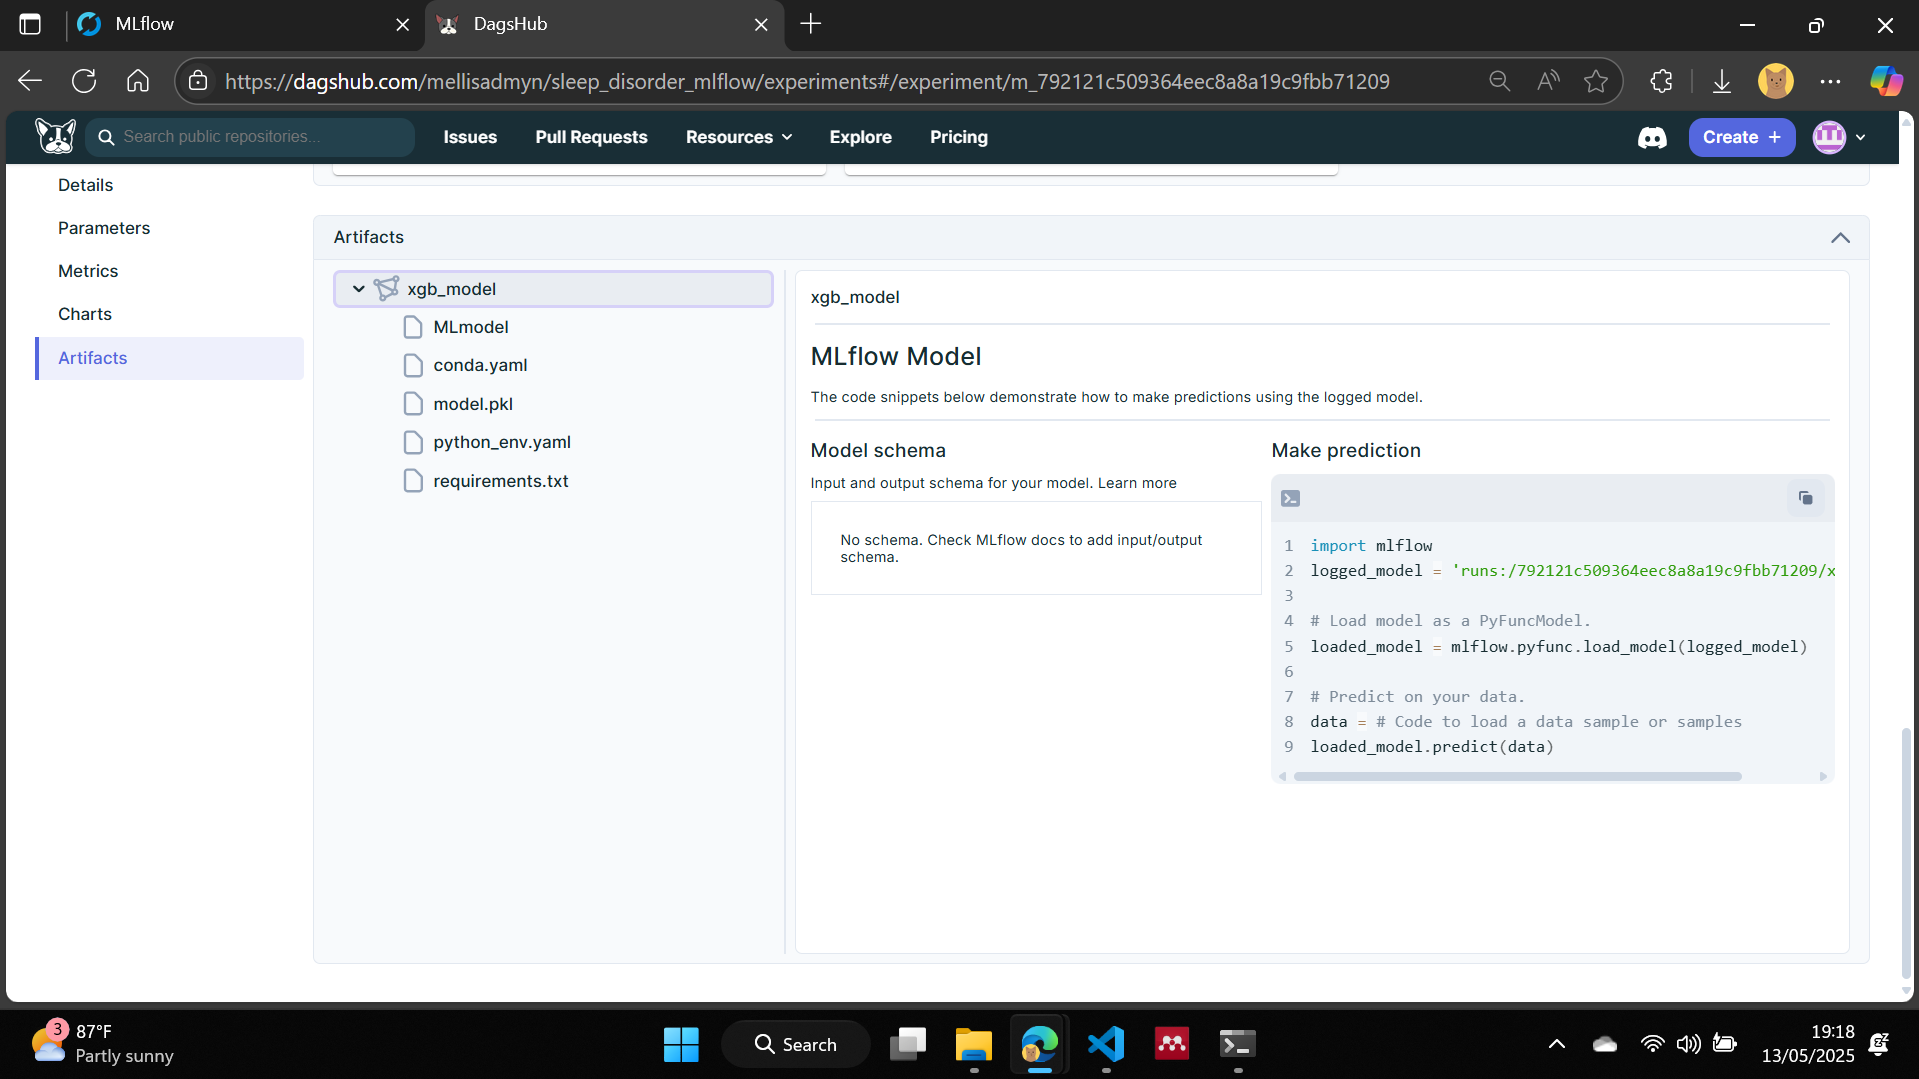 MLflow
DagsHub
https://dagshub.com/mellisadmyn/sleep_disorder_mlflow/experiments#/experiment/m_792121c509364eec8a8a19c9fbb71209
Search public repositories...
Issues
Pull Requests
Resources
Explore
Pricing
Create +
Details
Parameters
Metrics
Charts
Artifacts
Artifacts
xgb_model
MLmodel
conda.yaml
model.pkl
python_env.yaml
requirements.txt
xgb_model
MLflow Model
The code snippets below demonstrate how to make predictions using the logged model.
Model schema
Input and output schema for your model. Learn more
No schema. Check MLflow docs to add input/output
schema.
Make prediction
1 import mlflow
2 logged_model = 'runs:/792121c509364eec8a8a19c9fbb71209/x
3
4 # Load model as a PyFuncModel.
5 loaded_model = mlflow.pyfunc.load_model(logged_model)
6
7 # Predict on your data.
8 data = # Code to load a data sample or samples
9 loaded_model.predict(data)
3
87°F
Partly sunny
Search
19:18
13/05/2025